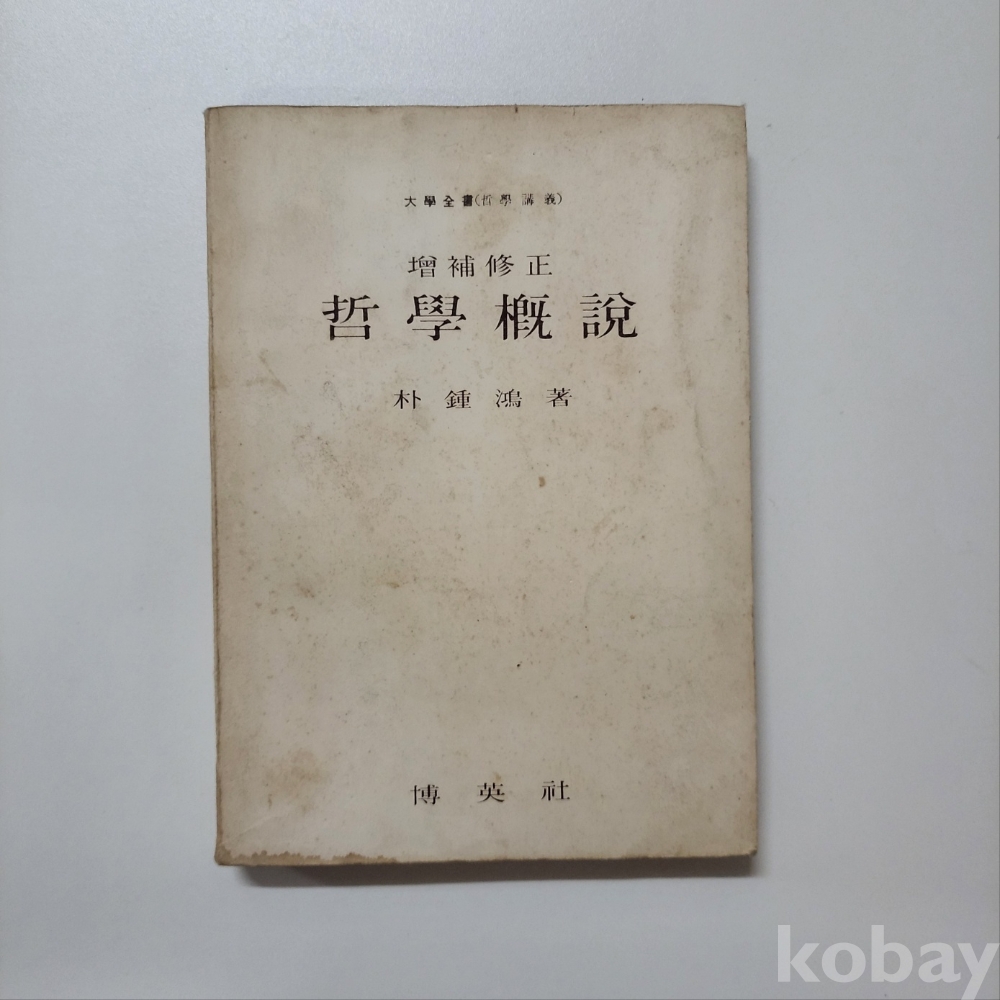 大學全書(哲學講義)
增補修正
哲學槪說
朴鍾鴻著
博英社
kobay